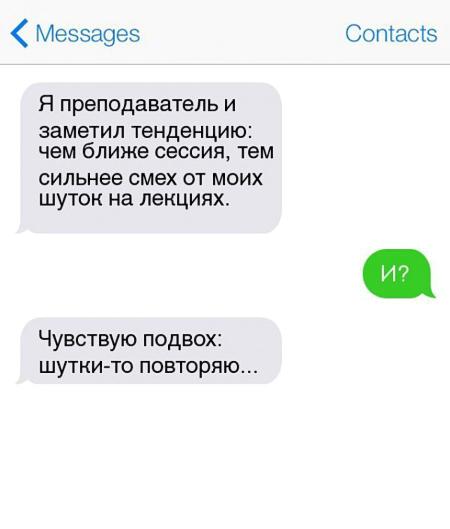 Messages Contacts
Я преподаватель и
заметил тенденцию:
чем ближе сессия, тем
сильнее смех от моих
шуток на лекциях.
И?
Чувствую подвох:
шутки-то повторяю...